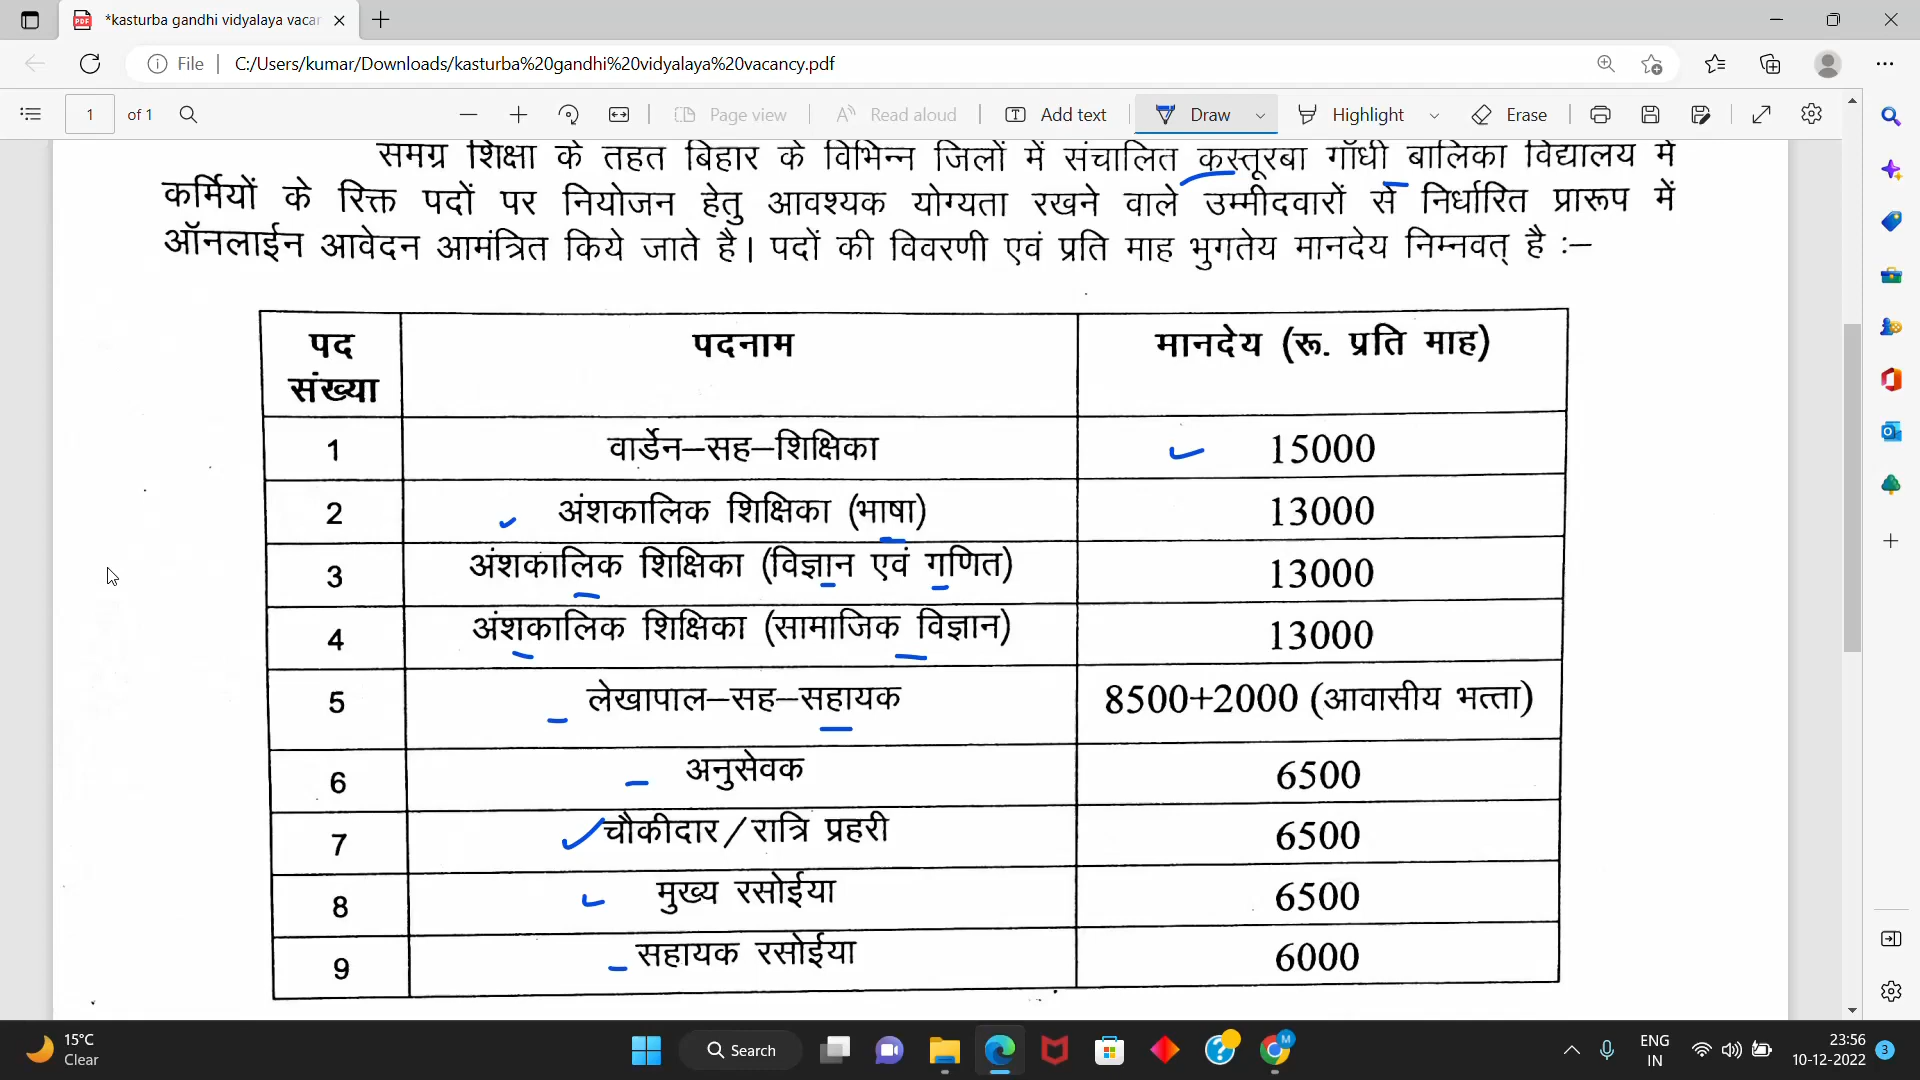 *kasturba gandhi vidyalaya vacan
File
C:/Users/kumar/Downloads/kasturba%20gandhi%20vidyalaya%20vacancy.pdf
1 of 1
Page view
Read aloud
Add text
Draw
Highlight
Erase
समग्र शिक्षा के तहत बिहार के विभिन्न जिलों में संचालित कस्तूरबा गॉधी बालिका विद्यालय में
कर्मियों के रिक्त पदों पर नियोजन हेतु आवश्यक योग्यता रखने वाले उम्मीदवारों से निर्धारित प्रारूप में
ऑनलाईन आवेदन आमंत्रित किये जाते है। पदों की विवरणी एवं प्रति माह भुगतेय मानदेय निम्नवत् है :–
पद संख्या पदनाम मानदेय (रू. प्रति माह)
1 वार्डेन–सह–शिक्षिका 15000
2 अंशकालिक शिक्षिका (भाषा) 13000
3 अंशकालिक शिक्षिका (विज्ञान एवं गणित) 13000
4 अंशकालिक शिक्षिका (सामाजिक विज्ञान) 13000
5 लेखापाल–सह–सहायक 8500+2000 (आवासीय भत्ता)
6 अनुसेवक 6500
7 चौकीदार/रात्रि प्रहरी 6500
8 मुख्य रसोईया 6500
9 सहायक रसोईया 6000
15°C
Clear
Search
ENG
IN
23:56
10-12-2022
3